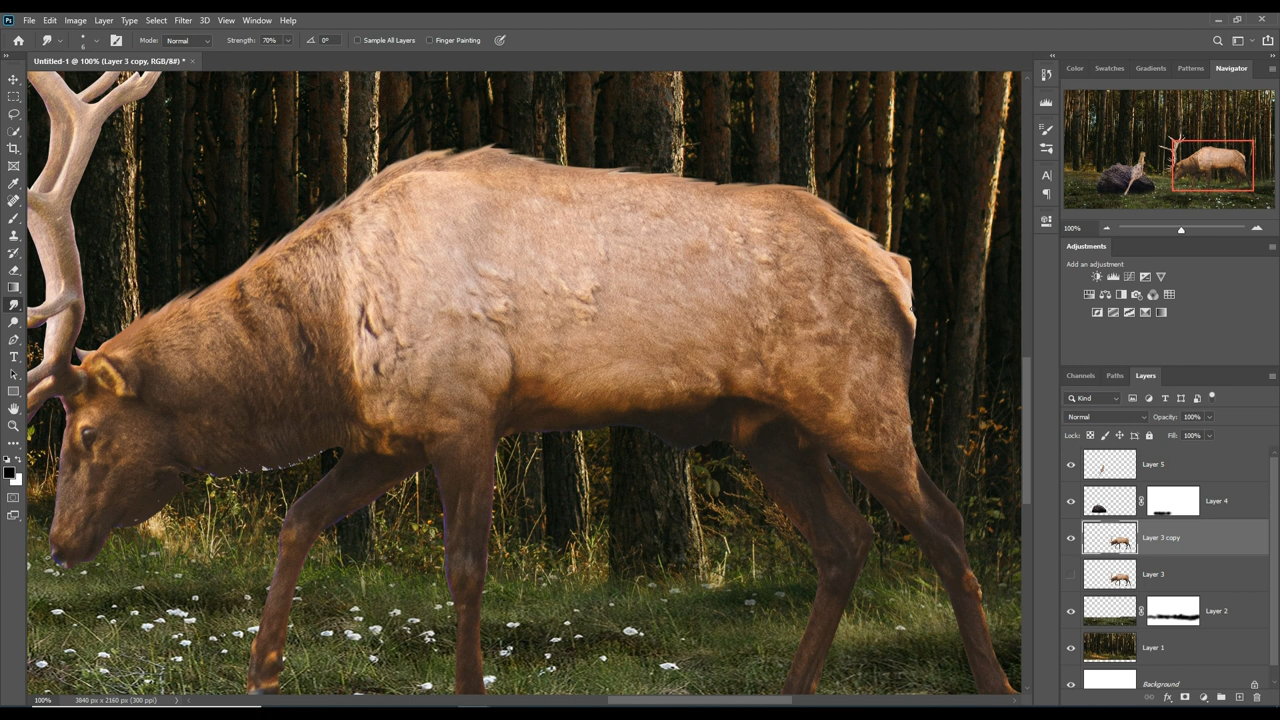 Ps File Edit Image Layer Type Select Filter 3D View Window Help
6 Mode: Normal Strength: 70% 0° Sample All Layers Finger Painting
Untitled-1 @ 100% (Layer 3 copy, RGB/8#) * ×
Color Swatches Gradients Patterns Navigator
100%
Adjustments
Add an adjustment
Channels Paths Layers
Kind
Normal Opacity: 100%
Lock: Fill: 100%
Layer 5
Layer 4
Layer 3 copy
Layer 3
Layer 2
Layer 1
Background
100% 3840 px x 2160 px (300 ppi)